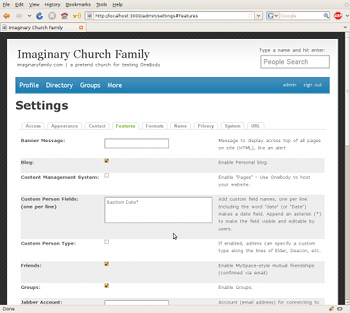 File Edit View History Bookmarks Tools Help
http://localhost:3000/admin/settings#features
Google
Imaginary Church Family
Imaginary Church Family
imaginaryfamily.com | a pretend church for testing OneBody
Type a name and hit enter:
People Search
Profile Directory Groups More
admin sign out
Settings
Access Appearance Contact Features Formats Name Privacy System URL
Banner Message:
Message to display across top of all pages
on site (HTML), like an alert
Blog:
Enable Personal blog.
Content Management System:
Enable "Pages" - Use OneBody to host
your website.
Custom Person Fields:
(one per line)
Baptism Date*
Add custom field names, one per line.
Including the word "date" (or "Date")
makes a date field. Append an asterisk (*)
to make the field visible and editable by
users.
Custom Person Type:
If enabled, admins can specify a custom
type along the lines of Elder, Deacon, etc.
Friends:
Enable MySpace-style mutual friendships
(confirmed via email)
Groups:
Enable Groups.
Jabber Account:
Account (email address) for connecting to
Done